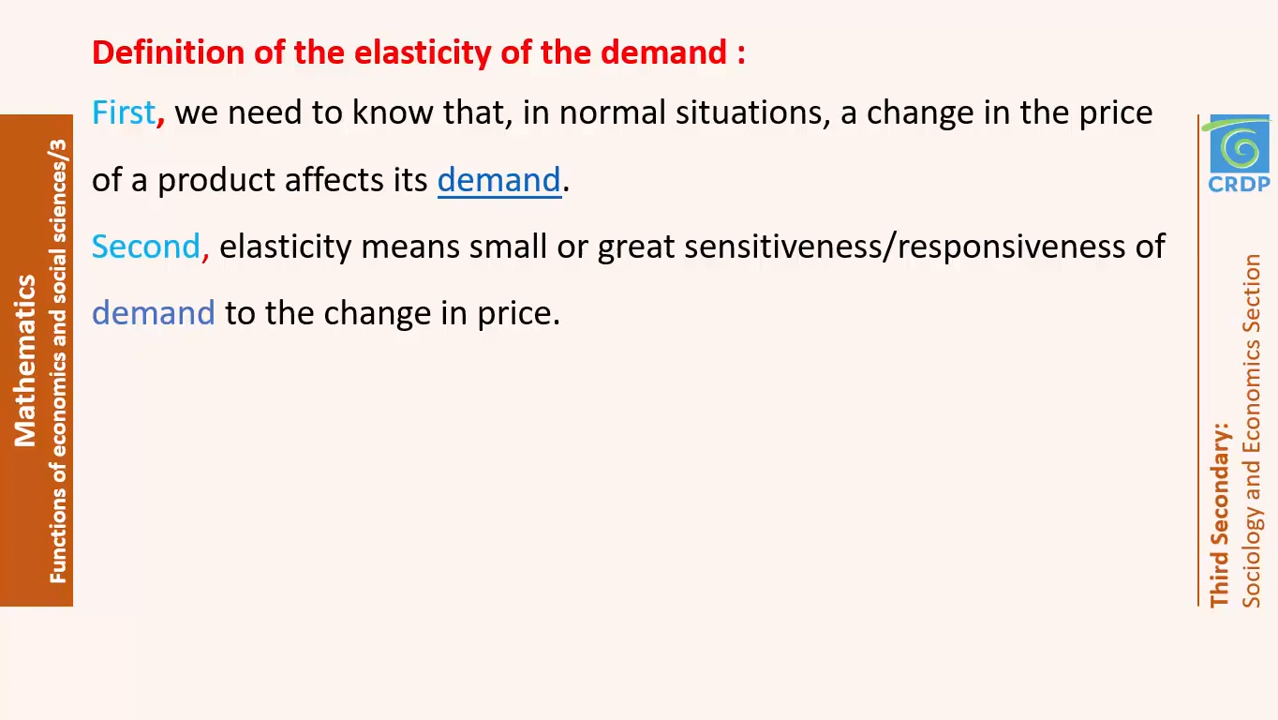 Definition of the elasticity of the demand :
First, we need to know that, in normal situations, a change in the price
of a product affects its demand.
Second, elasticity means small or great sensitiveness/responsiveness of
demand to the change in price.
Mathematics
Functions of economics and social sciences/3
CRDP
Third Secondary:
Sociology and Economics Section